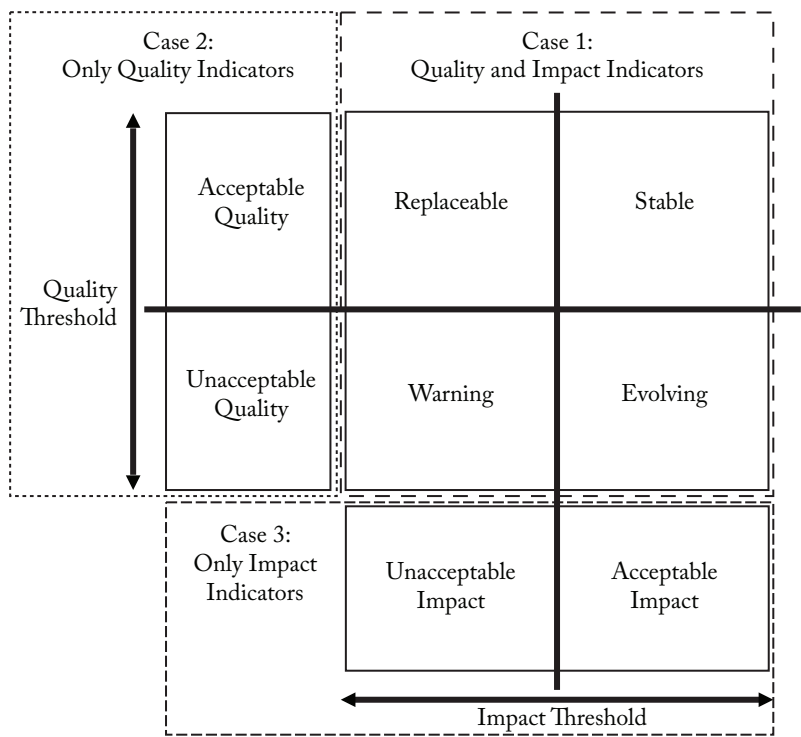 Case 2:
Only Quality Indicators
Case 1:
Quality and Impact Indicators
Acceptable
Quality
Replaceable
Stable
Quality
Threshold
Unacceptable
Quality
Warning
Evolving
Case 3:
Only Impact
Indicators
Unacceptable
Impact
Acceptable
Impact
Impact Threshold